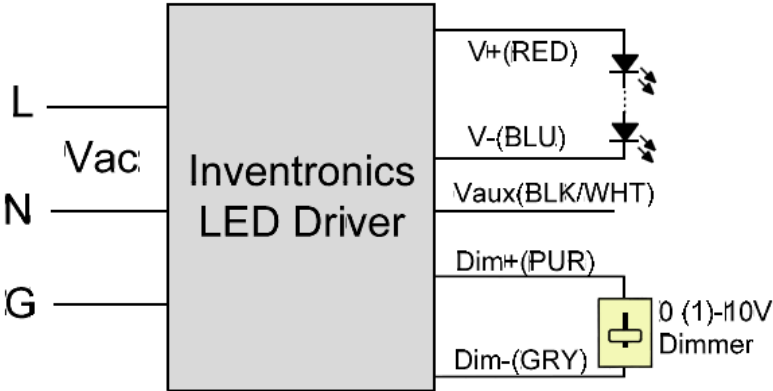 L
Vac
N
G
Inventronics
LED Driver
V+(RED)
V-(BLU)
Vaux(BLK/WHT)
Dim+(PUR)
Dim-(GRY)
0 (1)-10V
Dimmer